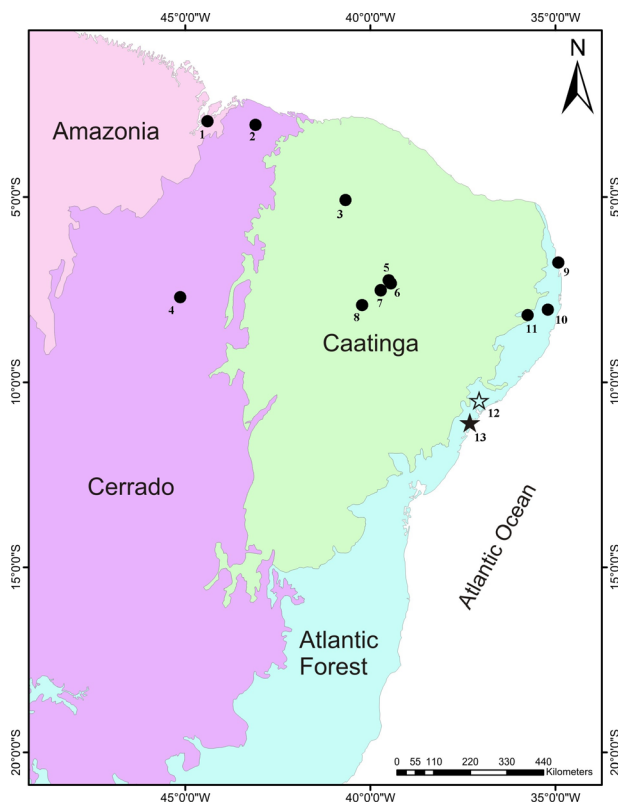 45°0'0"W 40°0'0"W 35°0'0"W
N
Amazonia
1
2
5°0'0"S 5°0'0"S
3
9
5
6
7
4
8
10
11
Caatinga
10°0'0"S 10°0'0"S
12
13
Cerrado
Atlantic Ocean
15°0'0"S 15°0'0"S
Atlantic
Forest
20°0'0"S 20°0'0"S
0 55 110 220 330 440
Kilometers
45°0'0"W 40°0'0"W 35°0'0"W